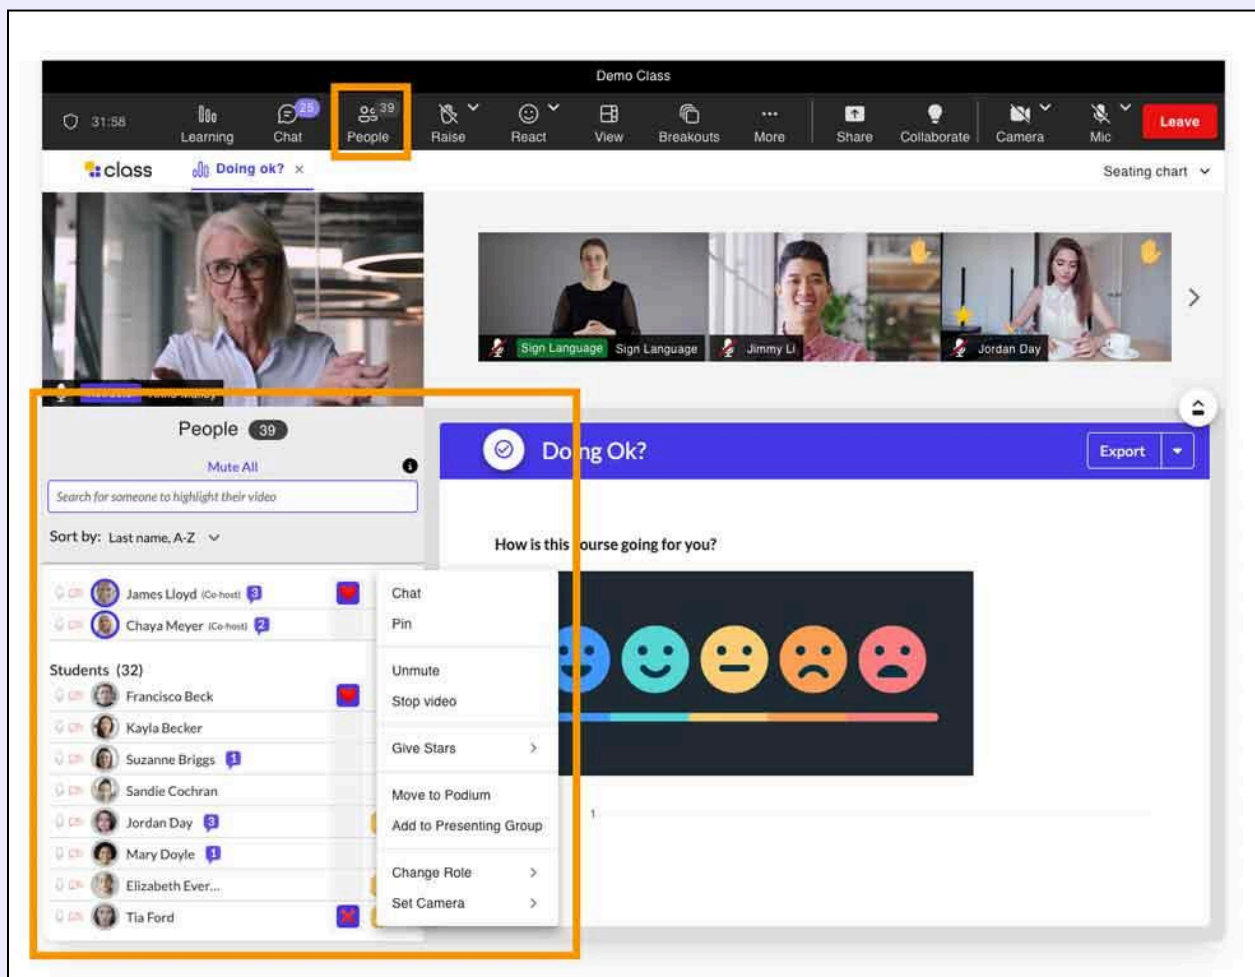 Demo Class
31:58
Learning
Chat 25
People 39
Raise
React
View
Breakouts
More
Share
Collaborate
Camera
Mic
Leave
class
Doing ok? ×
Seating chart
Sign Language Sign Language
Jimmy Li
Jordan Day
People 39
Mute All
Search for someone to highlight their video
Sort by: Last name, A-Z
James Lloyd (Co-host) 3
Chaya Meyer (Co-host) 2
Students (32)
Francisco Beck
Kayla Becker
Suzanne Briggs 1
Sandie Cochran
Jordan Day 3
Mary Doyle 1
Elizabeth Ever...
Tia Ford
Chat
Pin
Unmute
Stop video
Give Stars
Move to Podium
Add to Presenting Group
Change Role
Set Camera
Doing Ok?
Export
How is this course going for you?
1